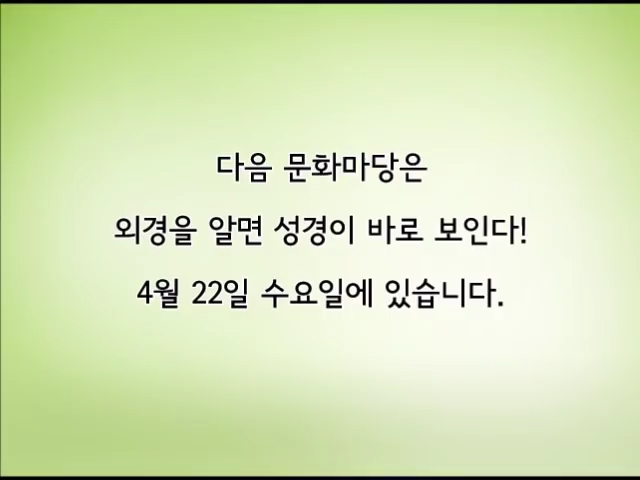 다음 문화마당은
외경을 알면 성경이 바로 보인다!
4월 22일 수요일에 있습니다.